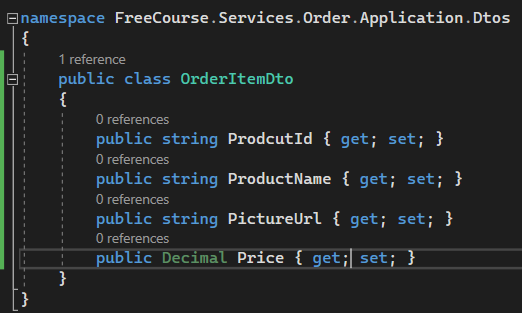 namespace FreeCourse.Services.Order.Application.Dtos
{
1 reference
public class OrderItemDto
{
0 references
public string ProdcutId { get; set; }
0 references
public string ProductName { get; set; }
0 references
public string PictureUrl { get; set; }
0 references
public Decimal Price { get; set; }
}
}